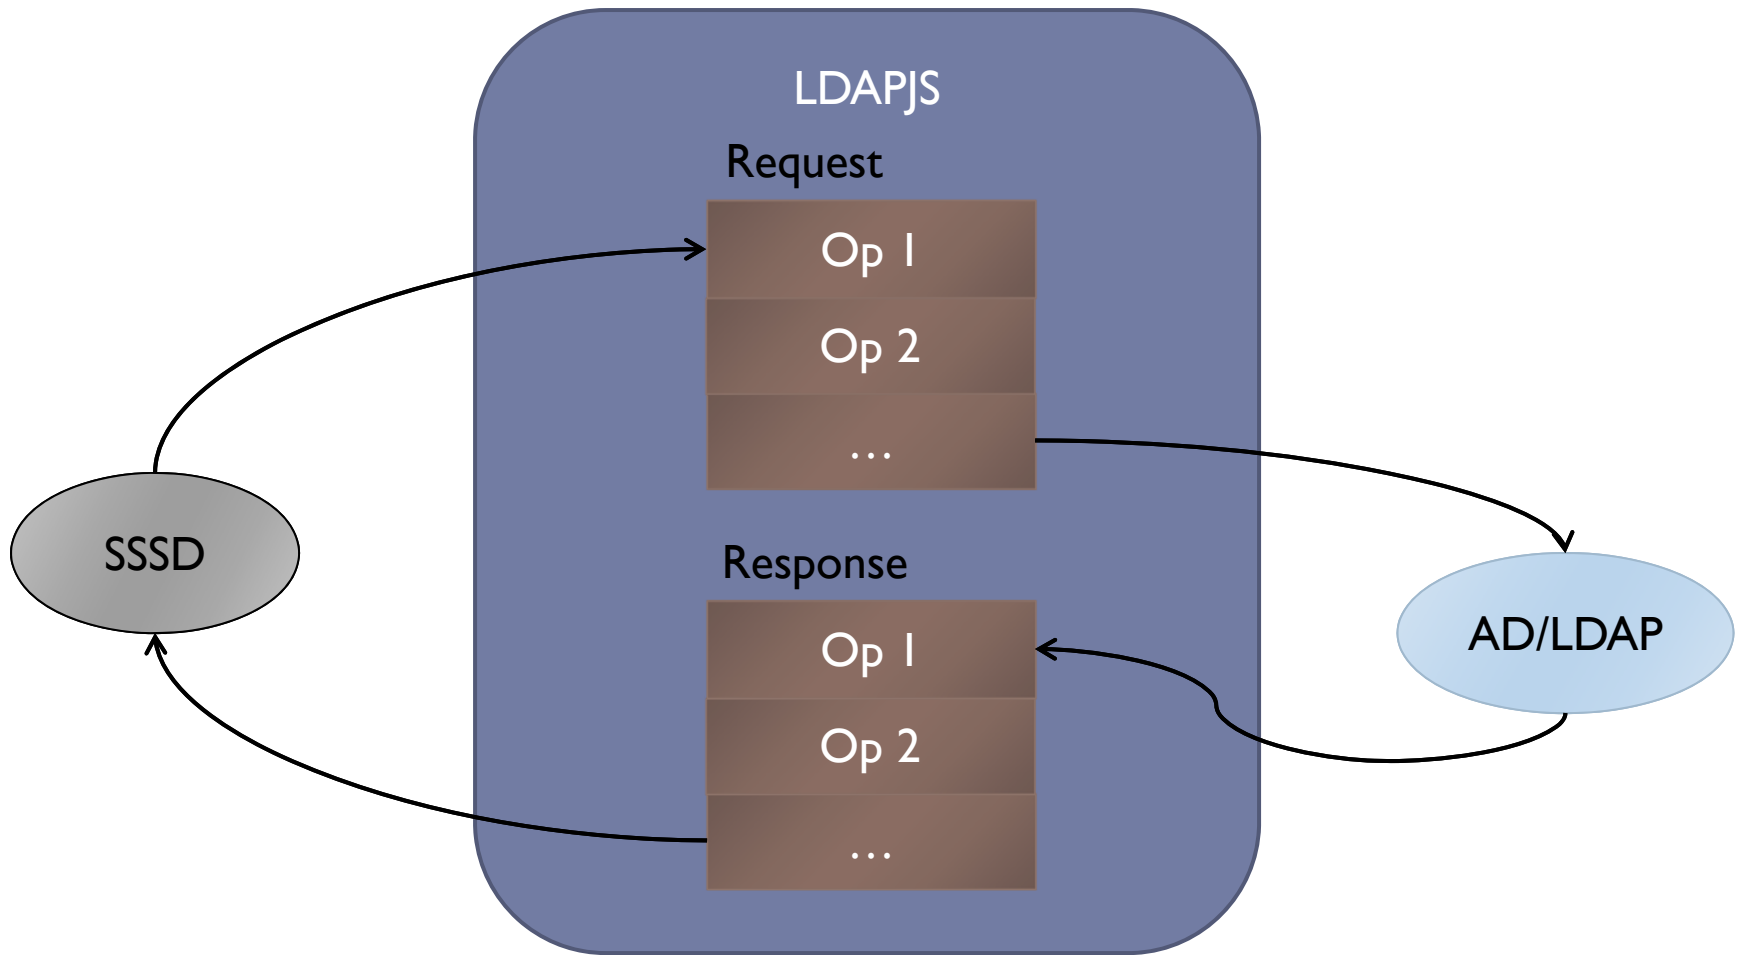 LDAPJS
Request
Op 1
Op 2
...
SSSD
Response
Op 1
AD/LDAP
Op 2
...